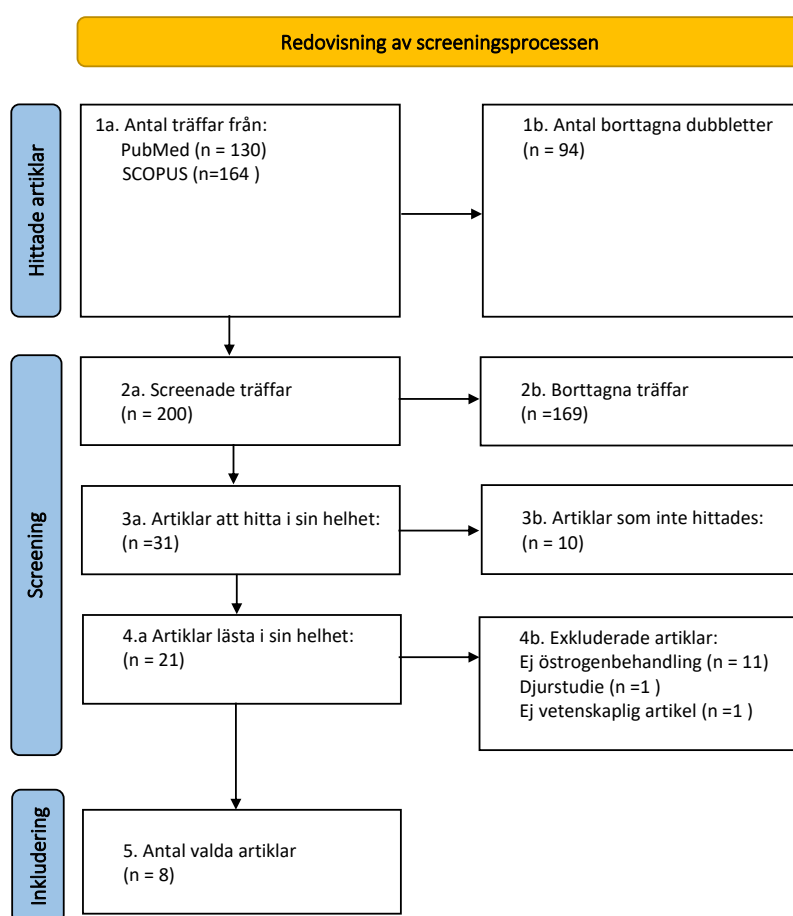 Redovisning av screeningsprocessen
Hittade artiklar
1a. Antal träffar från:
PubMed (n = 130)
SCOPUS (n=164 )
1b. Antal borttagna dubbletter
(n = 94)
Screening
2a. Screenade träffar
(n = 200)
2b. Borttagna träffar
(n =169)
3a. Artiklar att hitta i sin helhet:
(n =31)
3b. Artiklar som inte hittades:
(n = 10)
4.a Artiklar lästa i sin helhet:
(n = 21)
4b. Exkluderade artiklar:
Ej östrogenbehandling (n = 11)
Djurstudie (n =1 )
Ej vetenskaplig artikel (n =1 )
Inkludering
5. Antal valda artiklar
(n = 8)